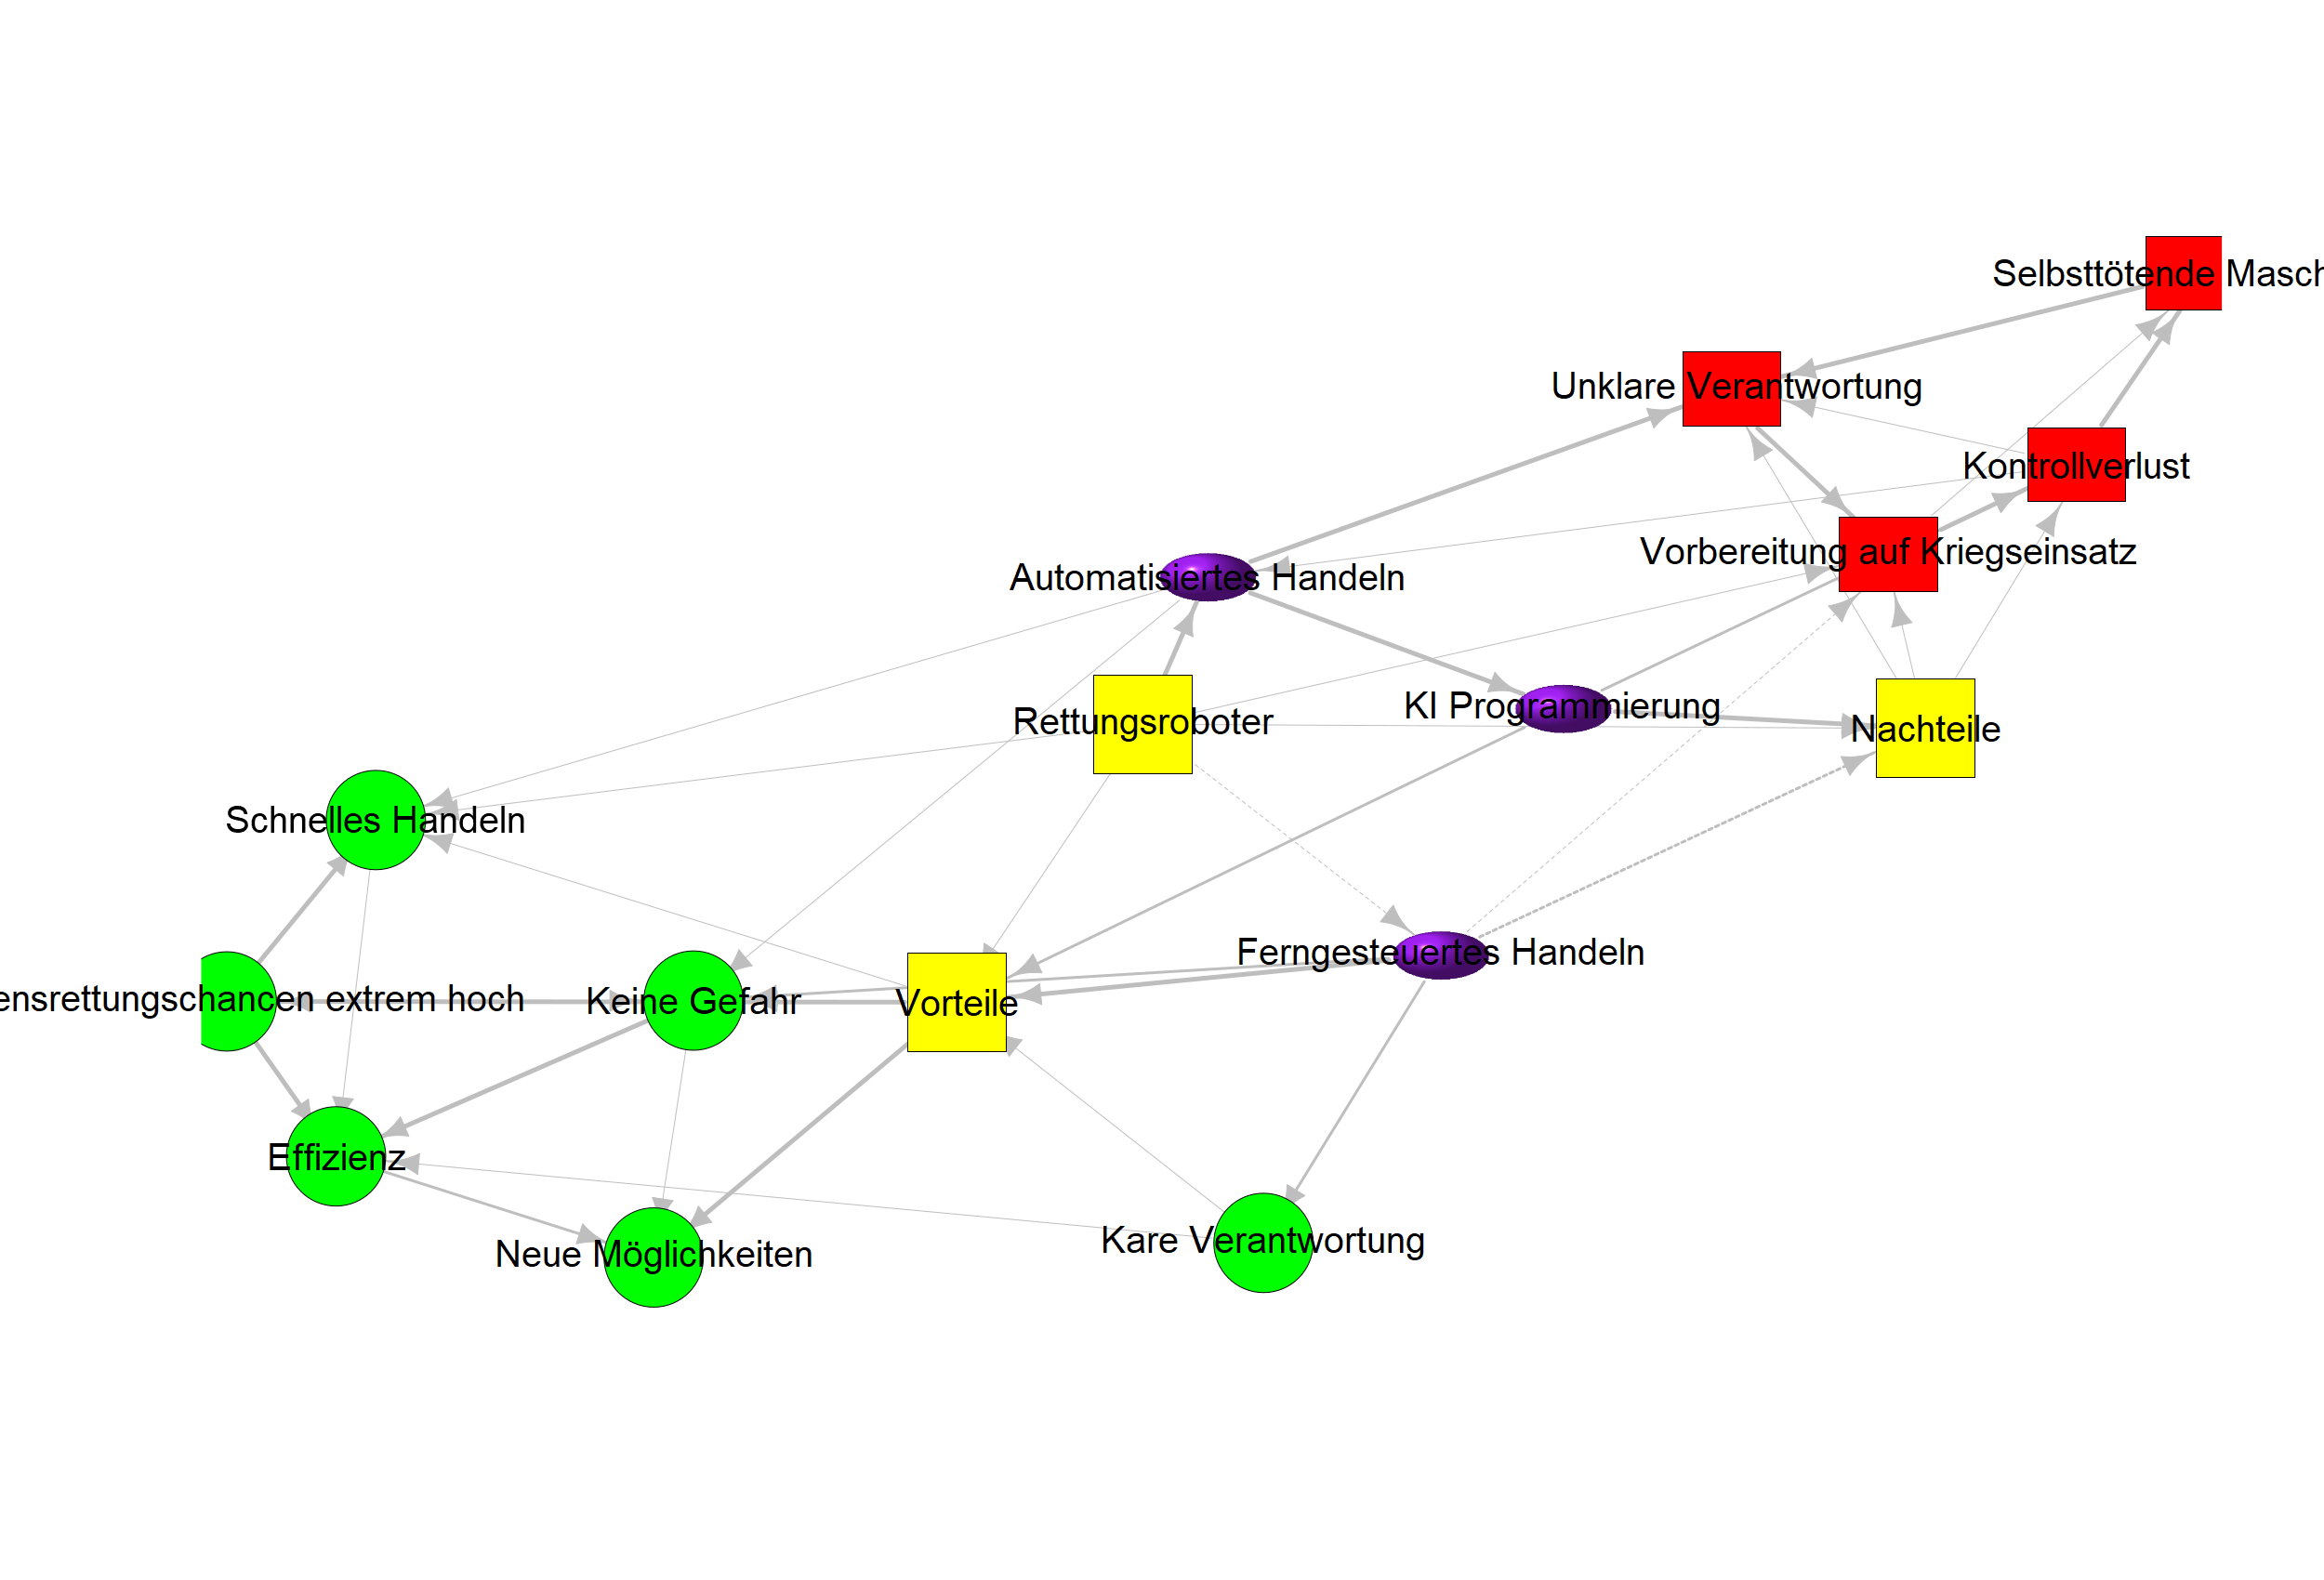 Selbsttötende Masch
Unklare Verantwortung
Kontrollverlust
Vorbereitung auf Kriegseinsatz
Automatisiertes Handeln
KI Programmierung
Rettungsroboter
Nachteile
Schnelles Handeln
Ferngesteuertes Handeln
ensrettungschancen extrem hoch
Keine Gefahr
Vorteile
Effizienz
Kare Verantwortung
Neue Möglichkeiten